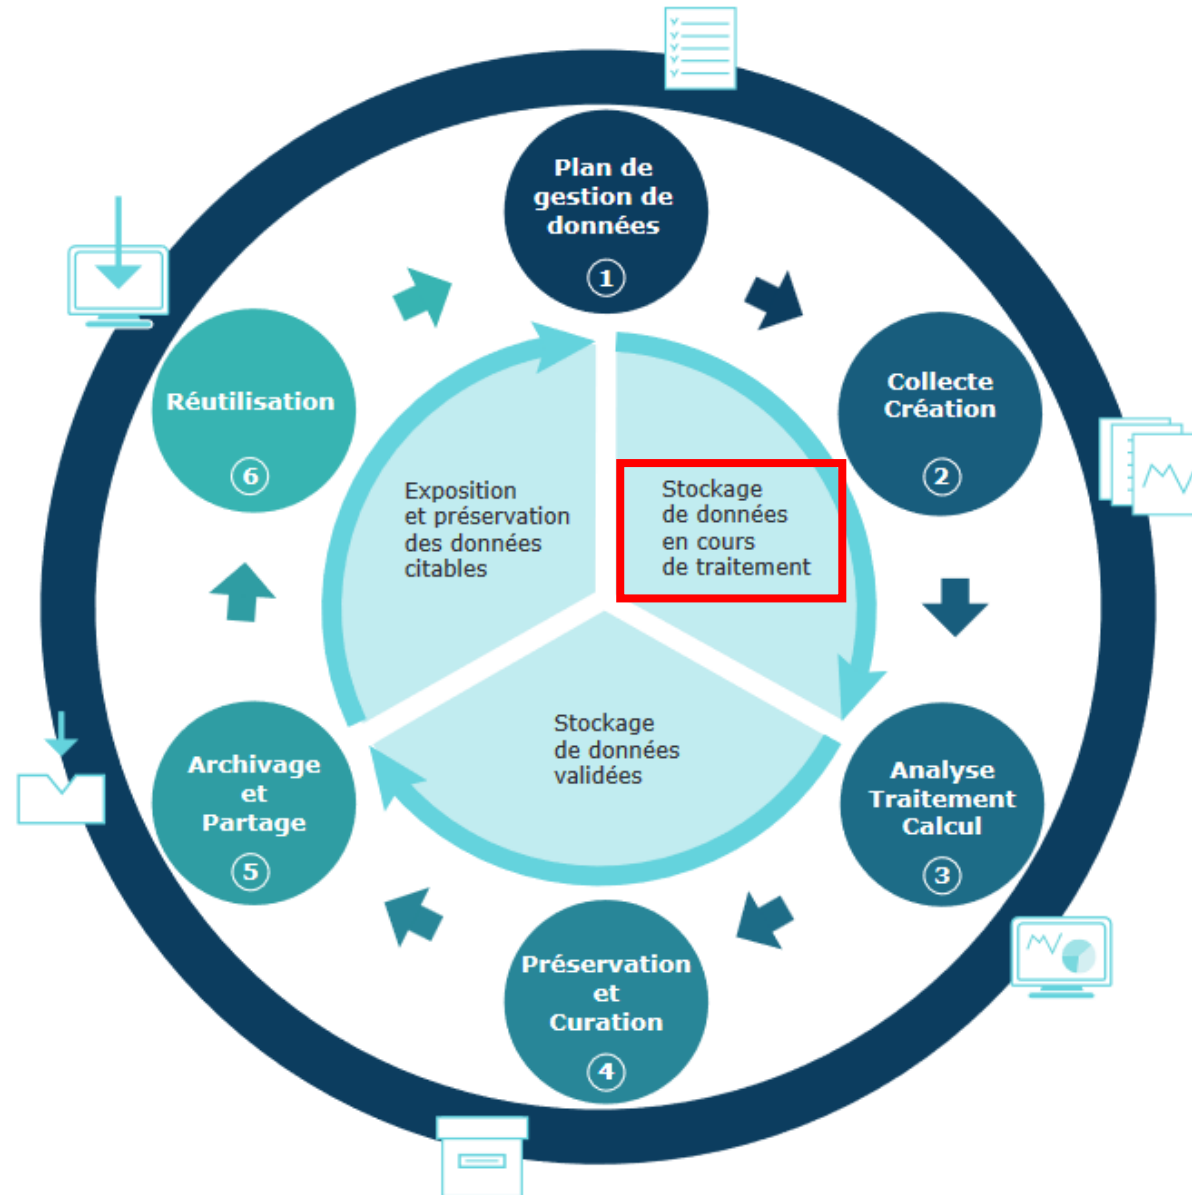 Plan de
gestion de
données
1
Collecte
Création
2
Analyse
Traitement
Calcul
3
Préservation
et
Curation
4
Archivage
et
Partage
5
Réutilisation
6
Stockage
de données
en cours
de traitement
Stockage
de données
validées
Exposition
et préservation
des données
citables